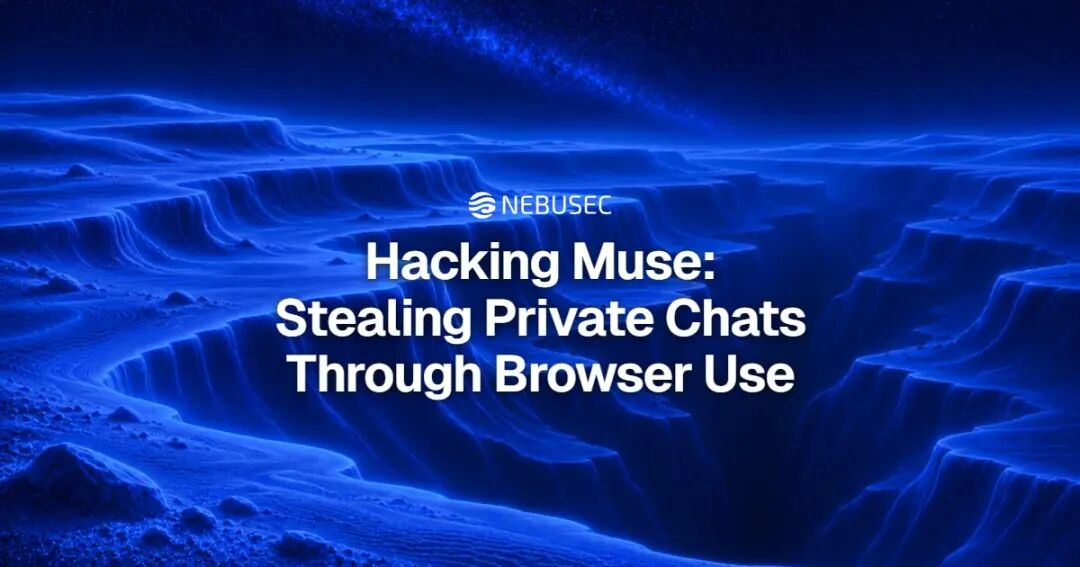 NEBUSEC
Hacking Muse:
Stealing Private Chats
Through Browser Use